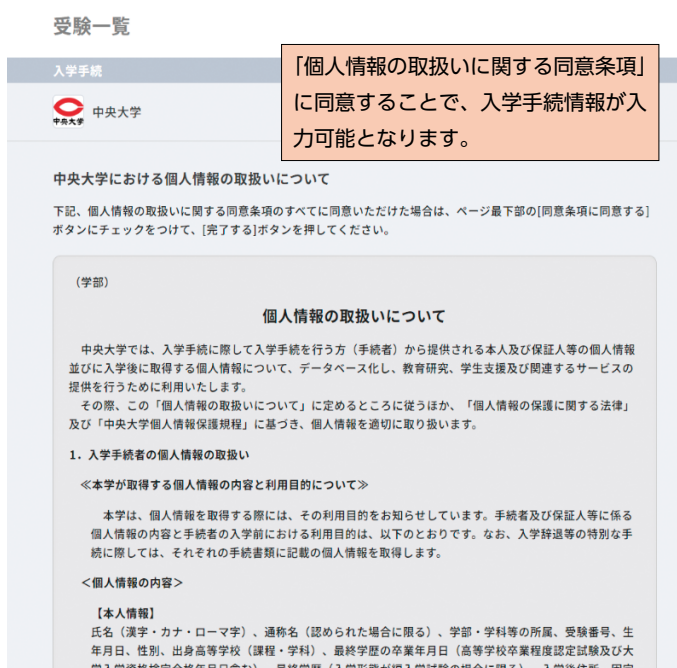 受験一覧
入学手続
「個人情報の取扱いに関する同意条項」
に同意することで、入学手続情報が入
力可能となります。
中央大学
中央大学
中央大学における個人情報の取扱いについて
下記、個人情報の取扱いに関する同意条項のすべてに同意いただけた場合は、ページ最下部の[同意条項に同意する]
ボタンにチェックをつけて、[完了する]ボタンを押してください。
（学部）
個人情報の取扱いについて
中央大学では、入学手続に際して入学手続を行う方（手続者）から提供される本人及び保証人等の個人情報
並びに入学後に取得する個人情報について、データベース化し、教育研究、学生支援及び関連するサービスの
提供を行うために利用いたします。
その際、この「個人情報の取扱いについて」に定めるところに従うほか、「個人情報の保護に関する法律」
及び「中央大学個人情報保護規程」に基づき、個人情報を適切に取り扱います。
1．入学手続者の個人情報の取扱い
≪本学が取得する個人情報の内容と利用目的について≫
本学は、個人情報を取得する際には、その利用目的をお知らせしています。手続者及び保証人等に係る
個人情報の内容と手続者の入学前における利用目的は、以下のとおりです。なお、入学辞退等の特別な手
続に際しては、それぞれの手続書類に記載の個人情報を取得します。
＜個人情報の内容＞
【本人情報】
氏名（漢字・カナ・ローマ字）、通称名（認められた場合に限る）、学部・学科等の所属、受験番号、生
年月日、性別、出身高等学校（課程・学科）、最終学歴の卒業年月日（高等学校卒業程度認定試験及び大